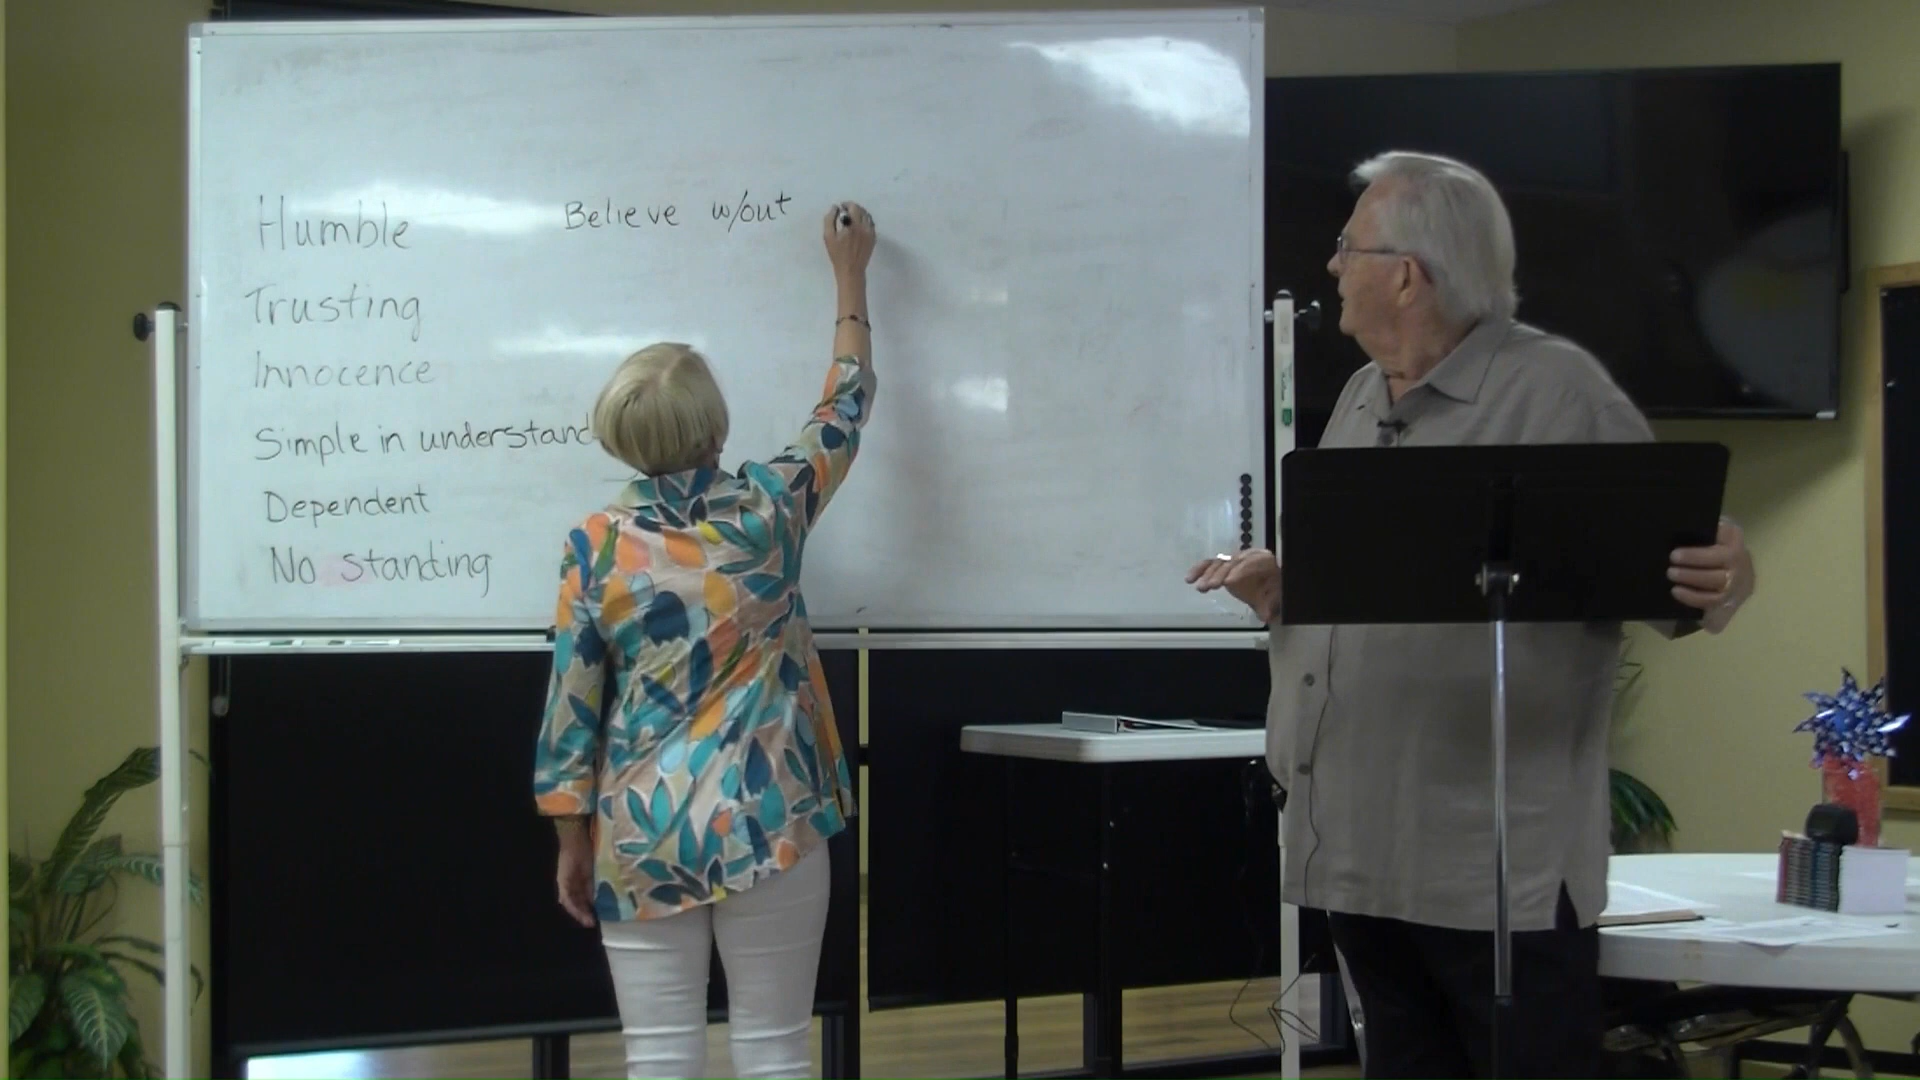 Humble
Trusting
Innocence
Simple in understand
Dependent
No standing
Believe w/out